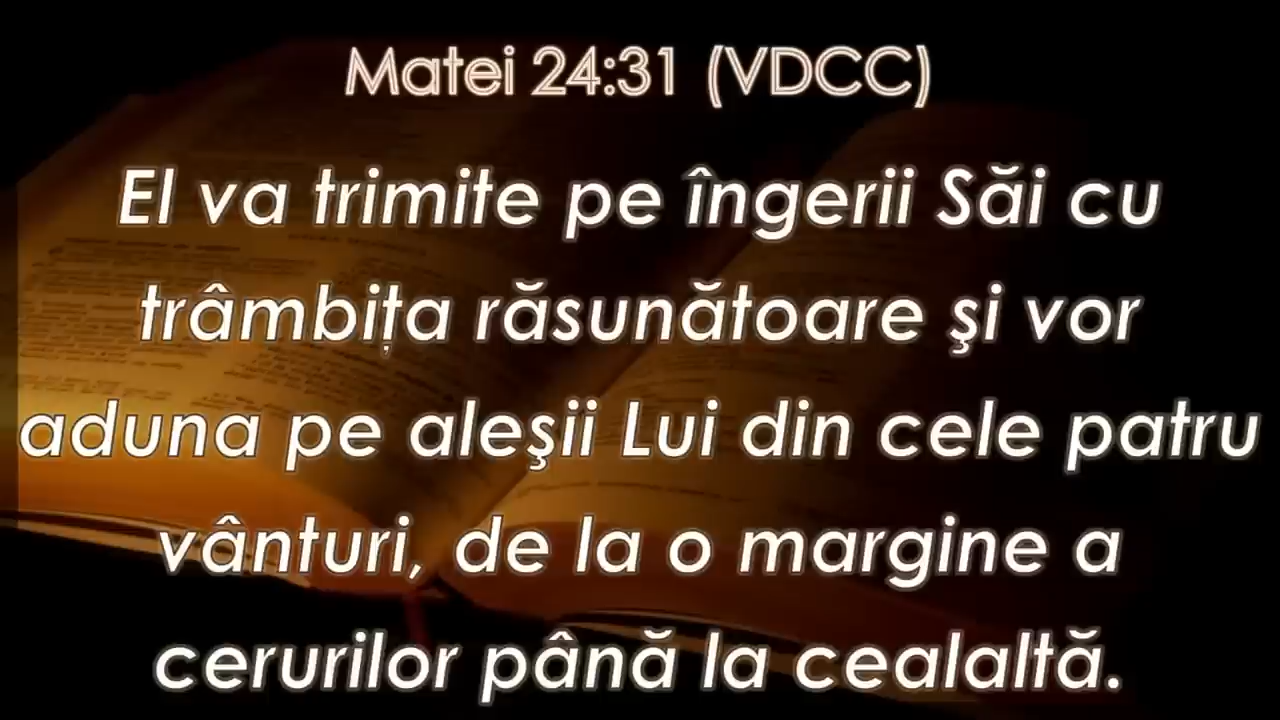 Matei 24:31 (VDCC)
El va trimite pe îngerii Săi cu
trâmbița răsunătoare şi vor
aduna pe aleşii Lui din cele patru
vânturi, de la o margine a
cerurilor până la cealaltă.